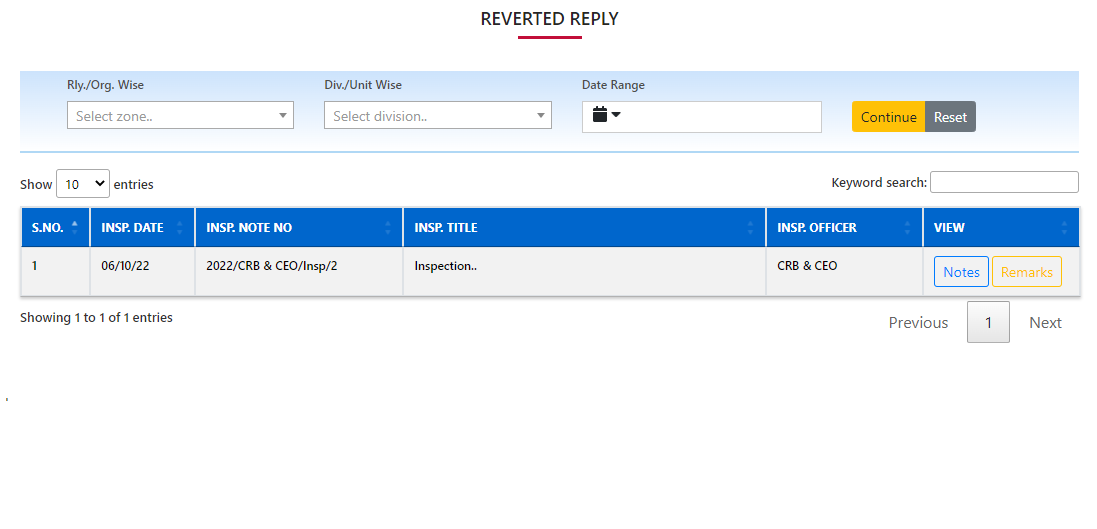 REVERTED REPLY
Rly./Org. Wise Div./Unit Wise Date Range
Select zone.. Select division.. Continue Reset
Show 10 entries Keyword search:
S.NO. INSP. DATE INSP. NOTE NO INSP. TITLE INSP. OFFICER VIEW
1 06/10/22 2022/CRB & CEO/Insp/2 Inspection.. CRB & CEO Notes Remarks
Showing 1 to 1 of 1 entries Previous 1 Next